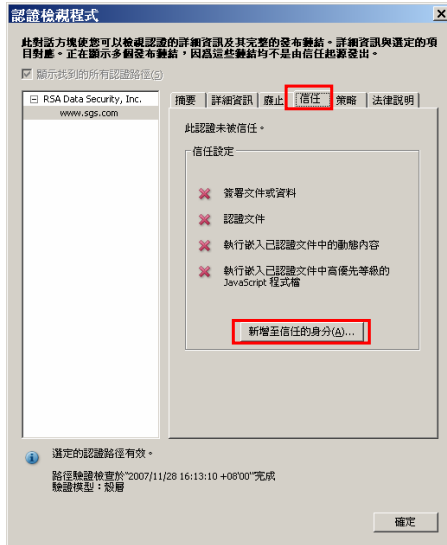 認證檢視程式
此對話方塊使您可以檢視認證的詳細資訊及其完整的發布鏈結。詳細資訊與選定的項
目對應。正在顯示多個發布鏈結，因爲這些鏈結均不是由信任起源發出。
顯示找到的所有認證路徑(S)
RSA Data Security, Inc.
www.sgs.com
摘要 詳細資訊 廢止 信任 策略 法律說明
此認證未被信任。
信任設定
簽署文件或資料
認證文件
執行嵌入已認證文件中的動態內容
執行嵌入已認證文件中高優先等級的
JavaScript 程式檔
新增至信任的身分(A)...
選定的認證路徑有效。
路徑驗證檢查於"2007/11/28 16:13:10 +08'00'"完成
驗證模型：殼層
確定